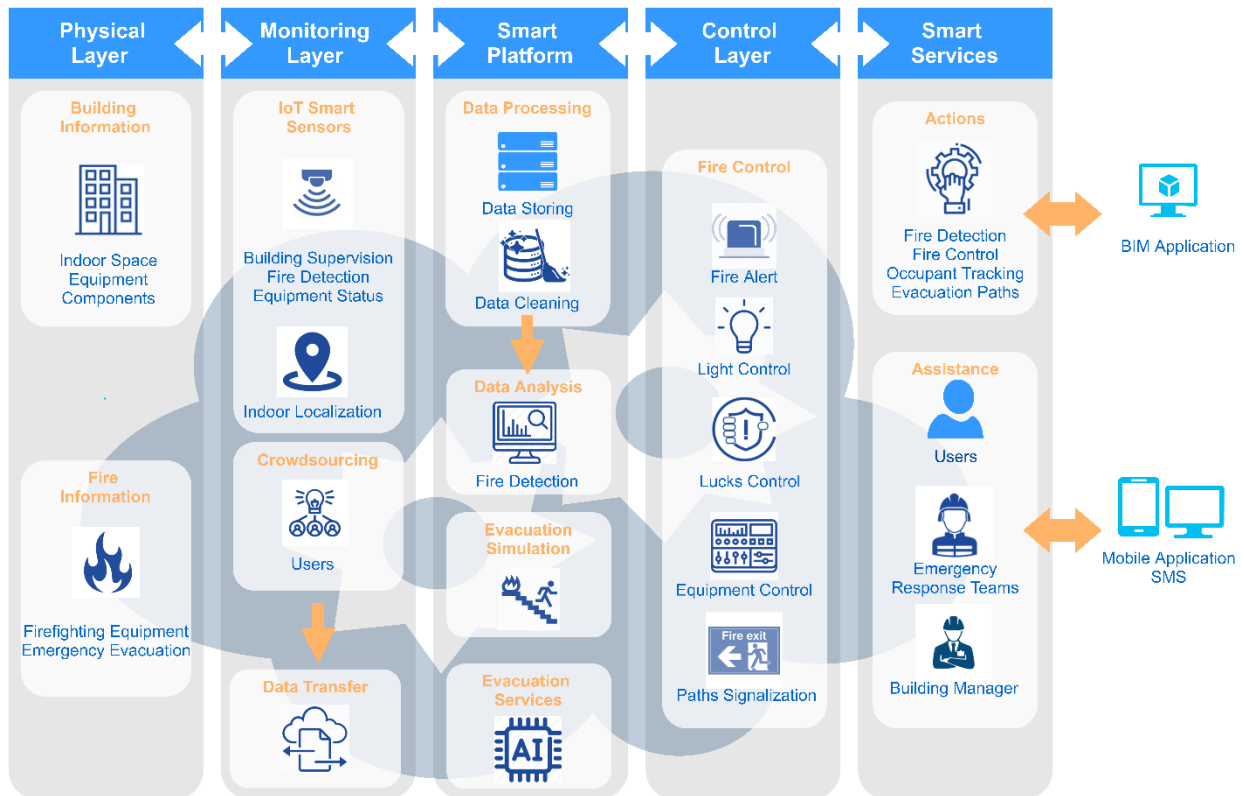 Physical
Layer
Monitoring
Layer
Smart
Platform
Control
Layer
Smart
Services
Building
Information
Indoor Space
Equipment
Components
Fire
Information
Firefighting Equipment
Emergency Evacuation
IoT Smart
Sensors
Building Supervision
Fire Detection
Equipment Status
Indoor Localization
Crowdsourcing
Users
Data Transfer
Data Processing
Data Storing
Data Cleaning
Data Analysis
Fire Detection
Evacuation
Simulation
Evacuation
Services
AI
Fire Control
Fire Alert
Light Control
Lucks Control
Equipment Control
Fire exit
Paths Signalization
Actions
Fire Detection
Fire Control
Occupant Tracking
Evacuation Paths
Assistance
Users
Emergency
Response Teams
Building Manager
BIM Application
Mobile Application
SMS